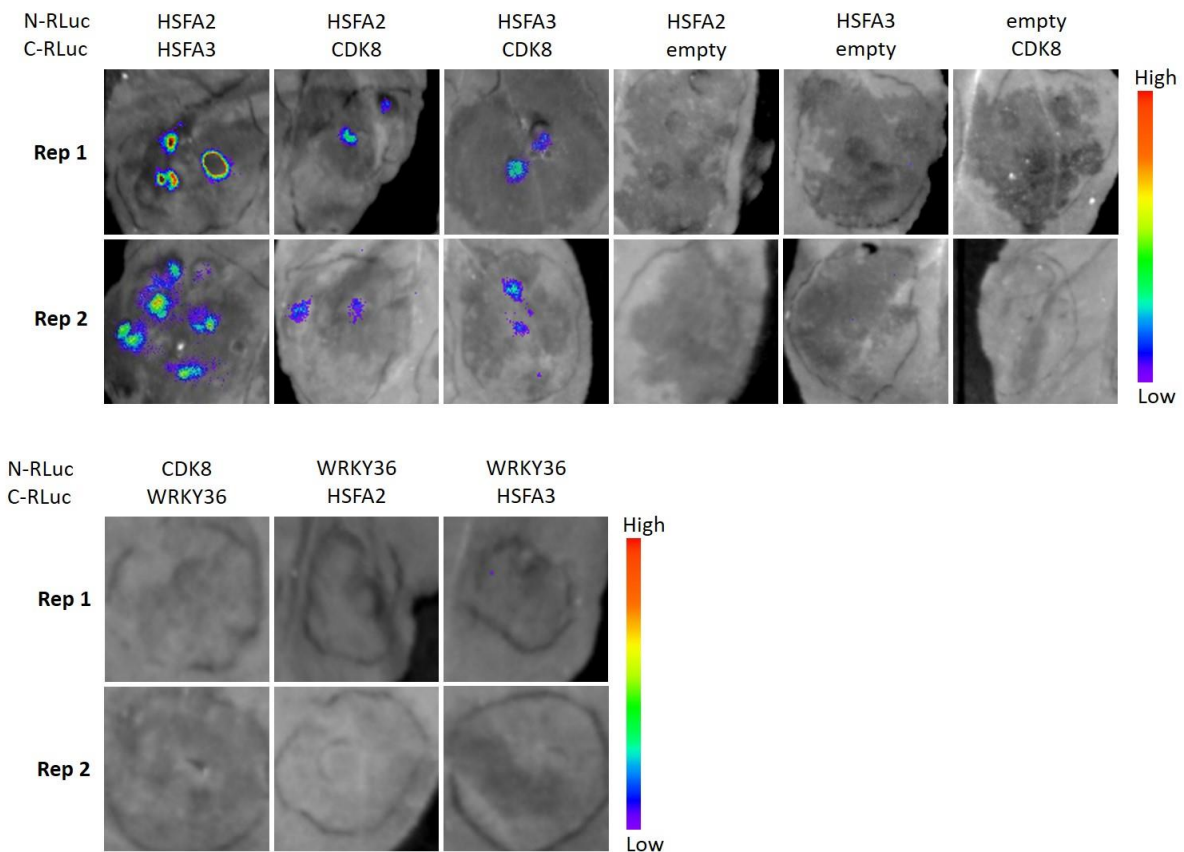 N-RLuc HSFA2 HSFA2 HSFA3 HSFA2 HSFA3 empty
C-RLuc HSFA3 CDK8 CDK8 empty empty CDK8
High
Rep 1
Rep 2
Low
N-RLuc CDK8 WRKY36 WRKY36
C-RLuc WRKY36 HSFA2 HSFA3
High
Rep 1
Rep 2
Low